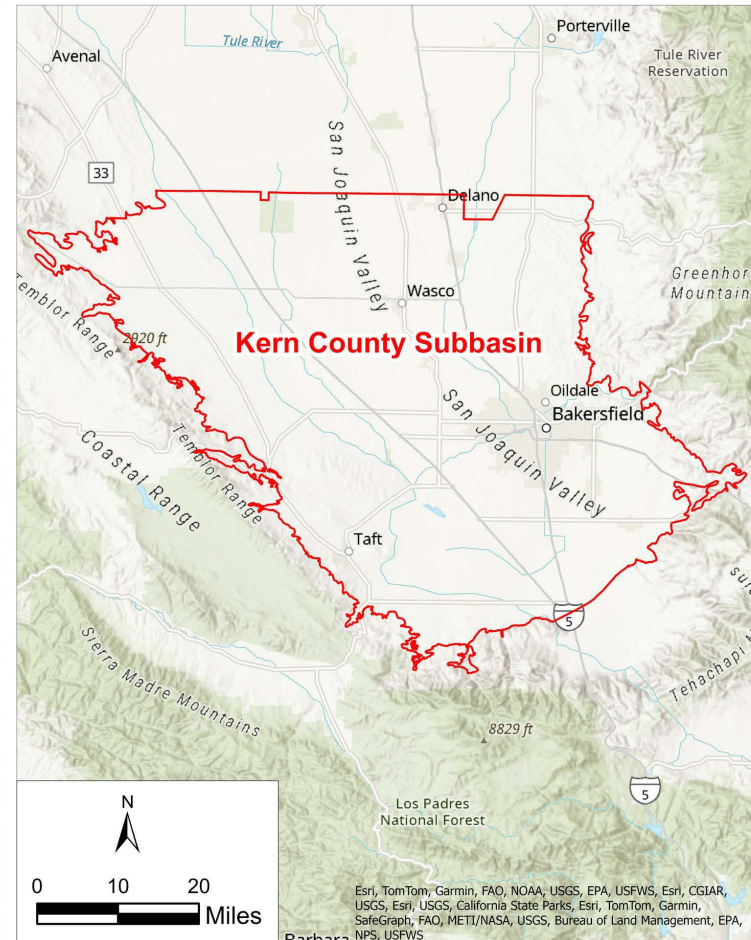 Porterville
Avenal
Tule River
Tule River
Reservation
33
San Joaquin Valley
Delano
Greenhor
Mountain
Wasco
Temblor Range
2920 ft
Kern County Subbasin
Oildale
Bakersfield
San Joaquin Valley
Coastal Range
Temblor Range
Taft
5
Tehachapi
Sierra Madre Mountains
8829 ft
5
N
Los Padres
National Forest
0 10 20
Miles
Esri, TomTom, Garmin, FAO, NOAA, USGS, EPA, USFWS, Esri, CGIAR,
USGS, Esri, USGS, California State Parks, Esri, TomTom, Garmin,
SafeGraph, FAO, METI/NASA, USGS, Bureau of Land Management, EPA,
NPS, USFWS
Barbara